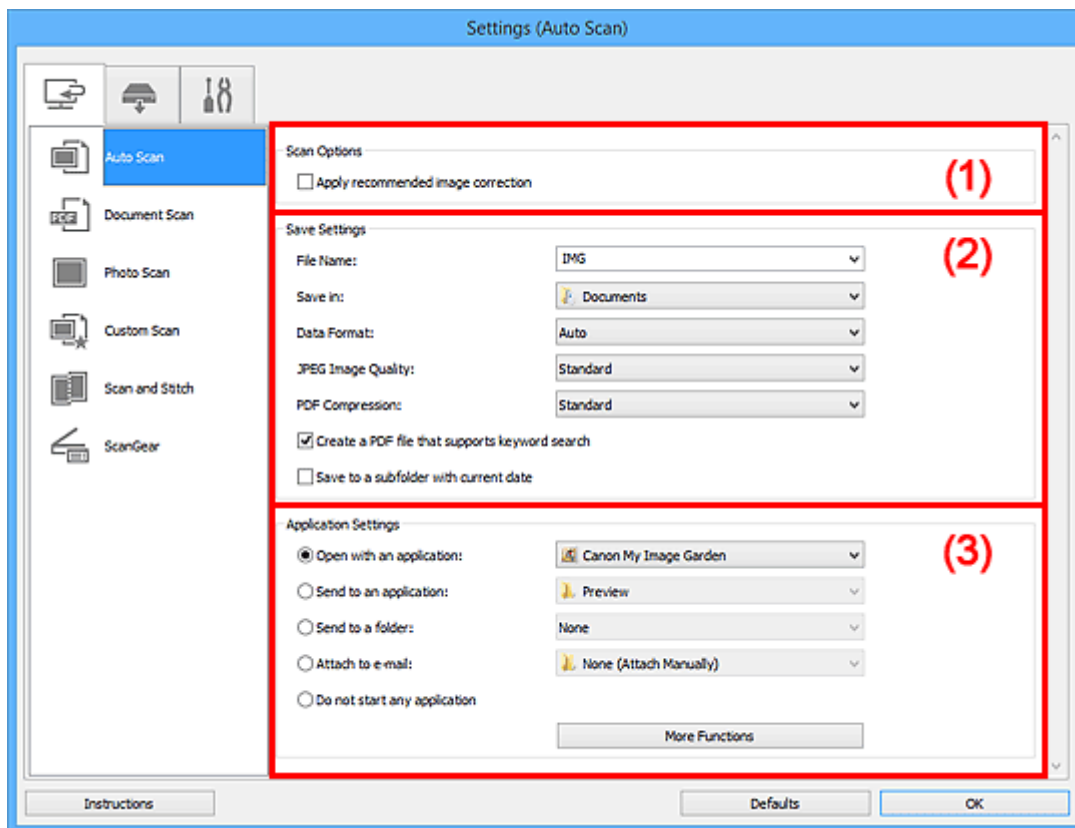 Settings (Auto Scan)
Auto Scan
Document Scan
PDF
Photo Scan
Custom Scan
Scan and Stitch
ScanGear
Scan Options
Apply recommended image correction
(1)
Save Settings
(2)
File Name: IMG
Save in: Documents
Data Format: Auto
JPEG Image Quality: Standard
PDF Compression: Standard
Create a PDF file that supports keyword search
Save to a subfolder with current date
Application Settings
(3)
Open with an application: Canon My Image Garden
Send to an application: Preview
Send to a folder: None
Attach to e-mail: None (Attach Manually)
Do not start any application
More Functions
Instructions Defaults OK